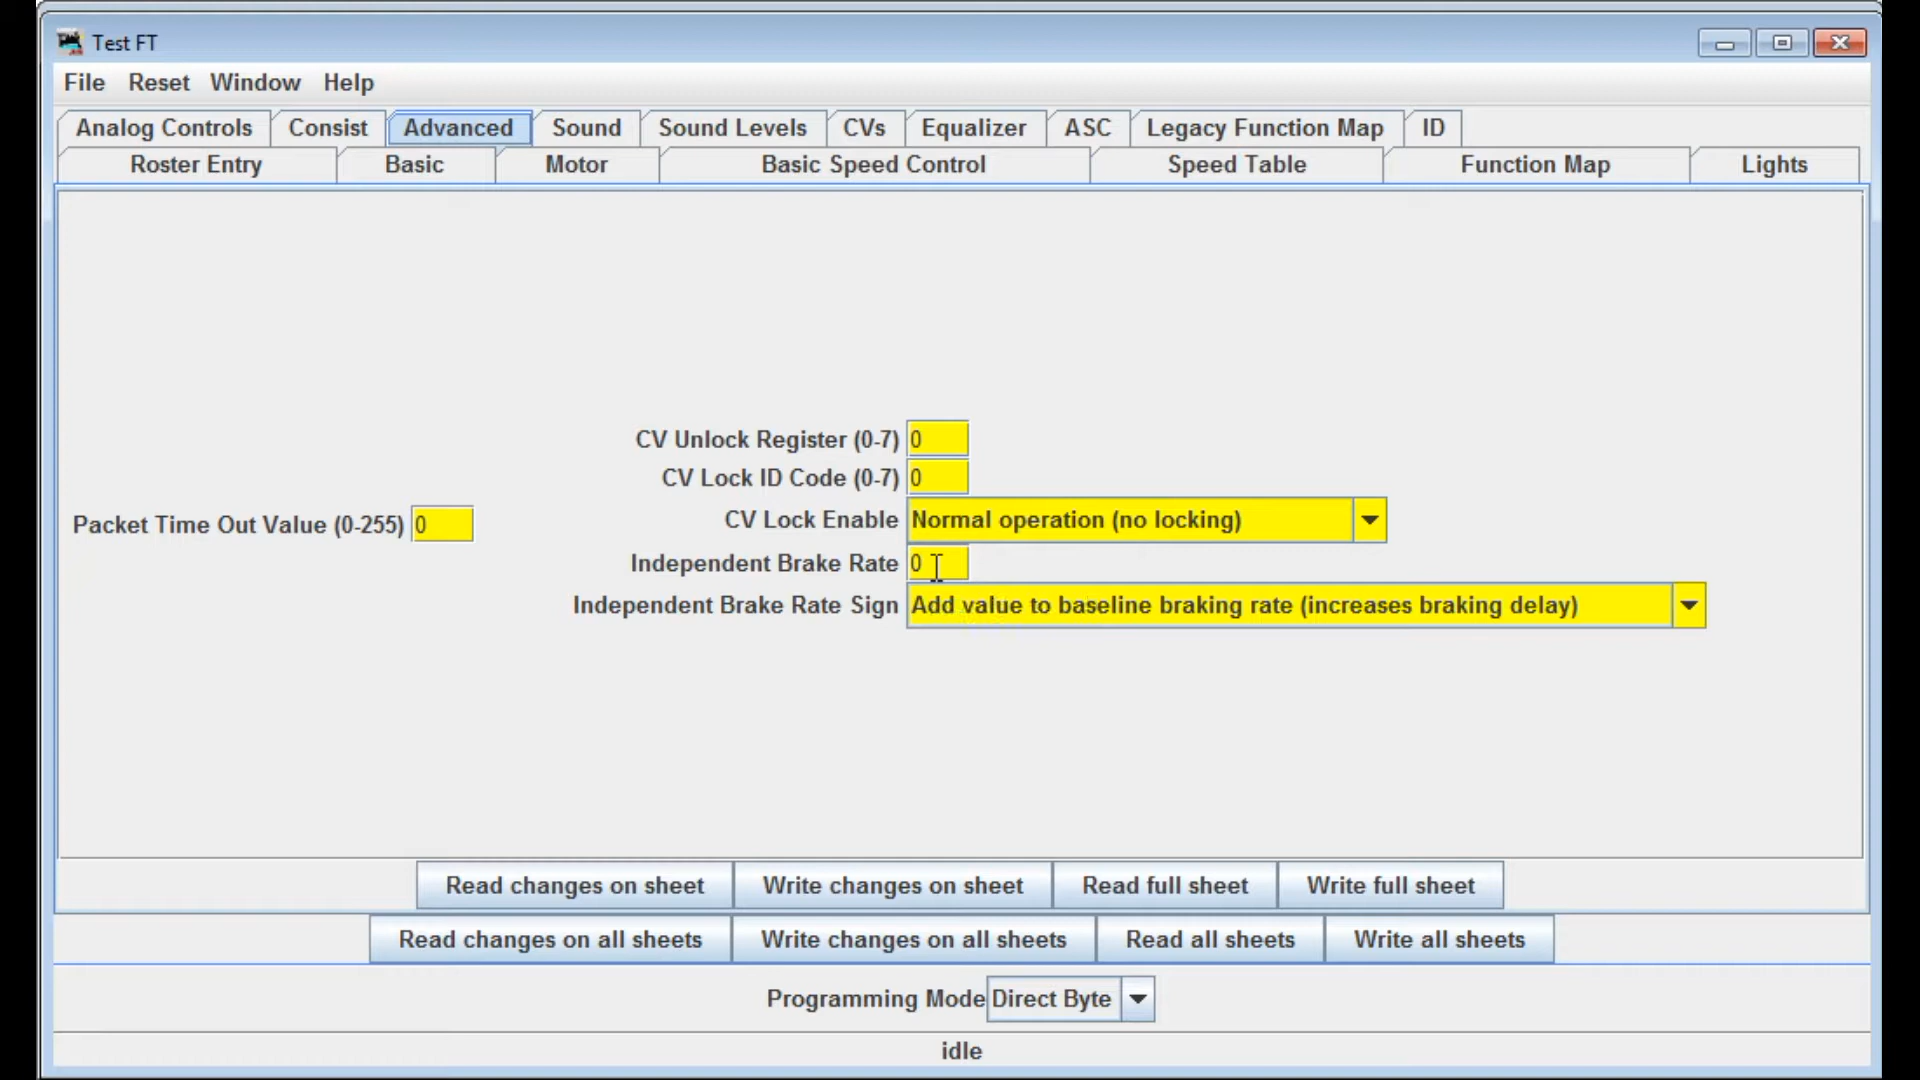 Test FT
File Reset Window Help
Analog Controls Consist Advanced Sound Sound Levels CVs Equalizer ASC Legacy Function Map ID
Roster Entry Basic Motor Basic Speed Control Speed Table Function Map Lights
CV Unlock Register (0-7) 0
CV Lock ID Code (0-7) 0
Packet Time Out Value (0-255) 0
CV Lock Enable Normal operation (no locking)
Independent Brake Rate 0
Independent Brake Rate Sign Add value to baseline braking rate (increases braking delay)
Read changes on sheet Write changes on sheet Read full sheet Write full sheet
Read changes on all sheets Write changes on all sheets Read all sheets Write all sheets
Programming Mode Direct Byte
idle